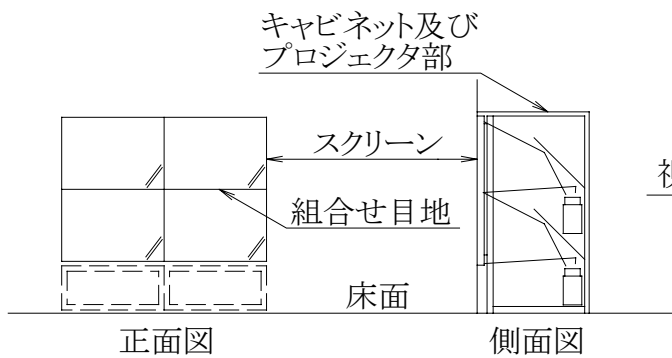 キャビネット及び
プロジェクタ部
スクリーン
組合せ目地
床面
正面図
側面図